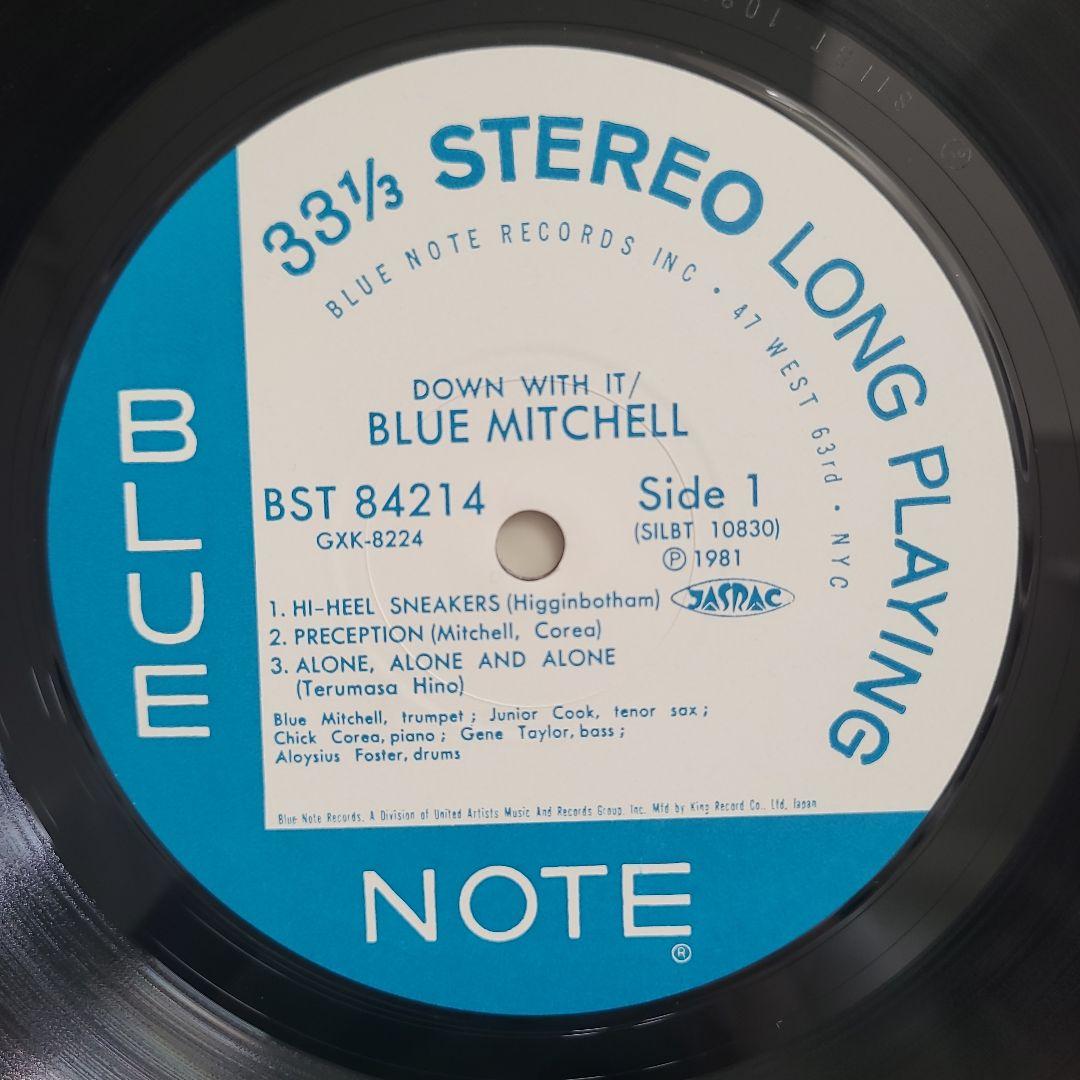 33⅓ STEREO LONG PLAYING
BLUE NOTE RECORDS INC • 47 WEST 63rd • NYC
DOWN WITH IT/
BLUE MITCHELL
BST 84214
GXK-8224
Side 1
(SILBT 10830)
Ⓟ 1981
JASRAC
1. HI-HEEL SNEAKERS (Higginbotham)
2. PRECEPTION (Mitchell, Corea)
3. ALONE, ALONE AND ALONE
(Terumasa Hino)
Blue Mitchell, trumpet ; Junior Cook, tenor sax ;
Chick Corea, piano ; Gene Taylor, bass ;
Aloysius Foster, drums
Blue Note Records, A Division of United Artists Music And Records Group, Inc. Mfd by King Record Co., Ltd, Japan
BLUE
NOTE
®